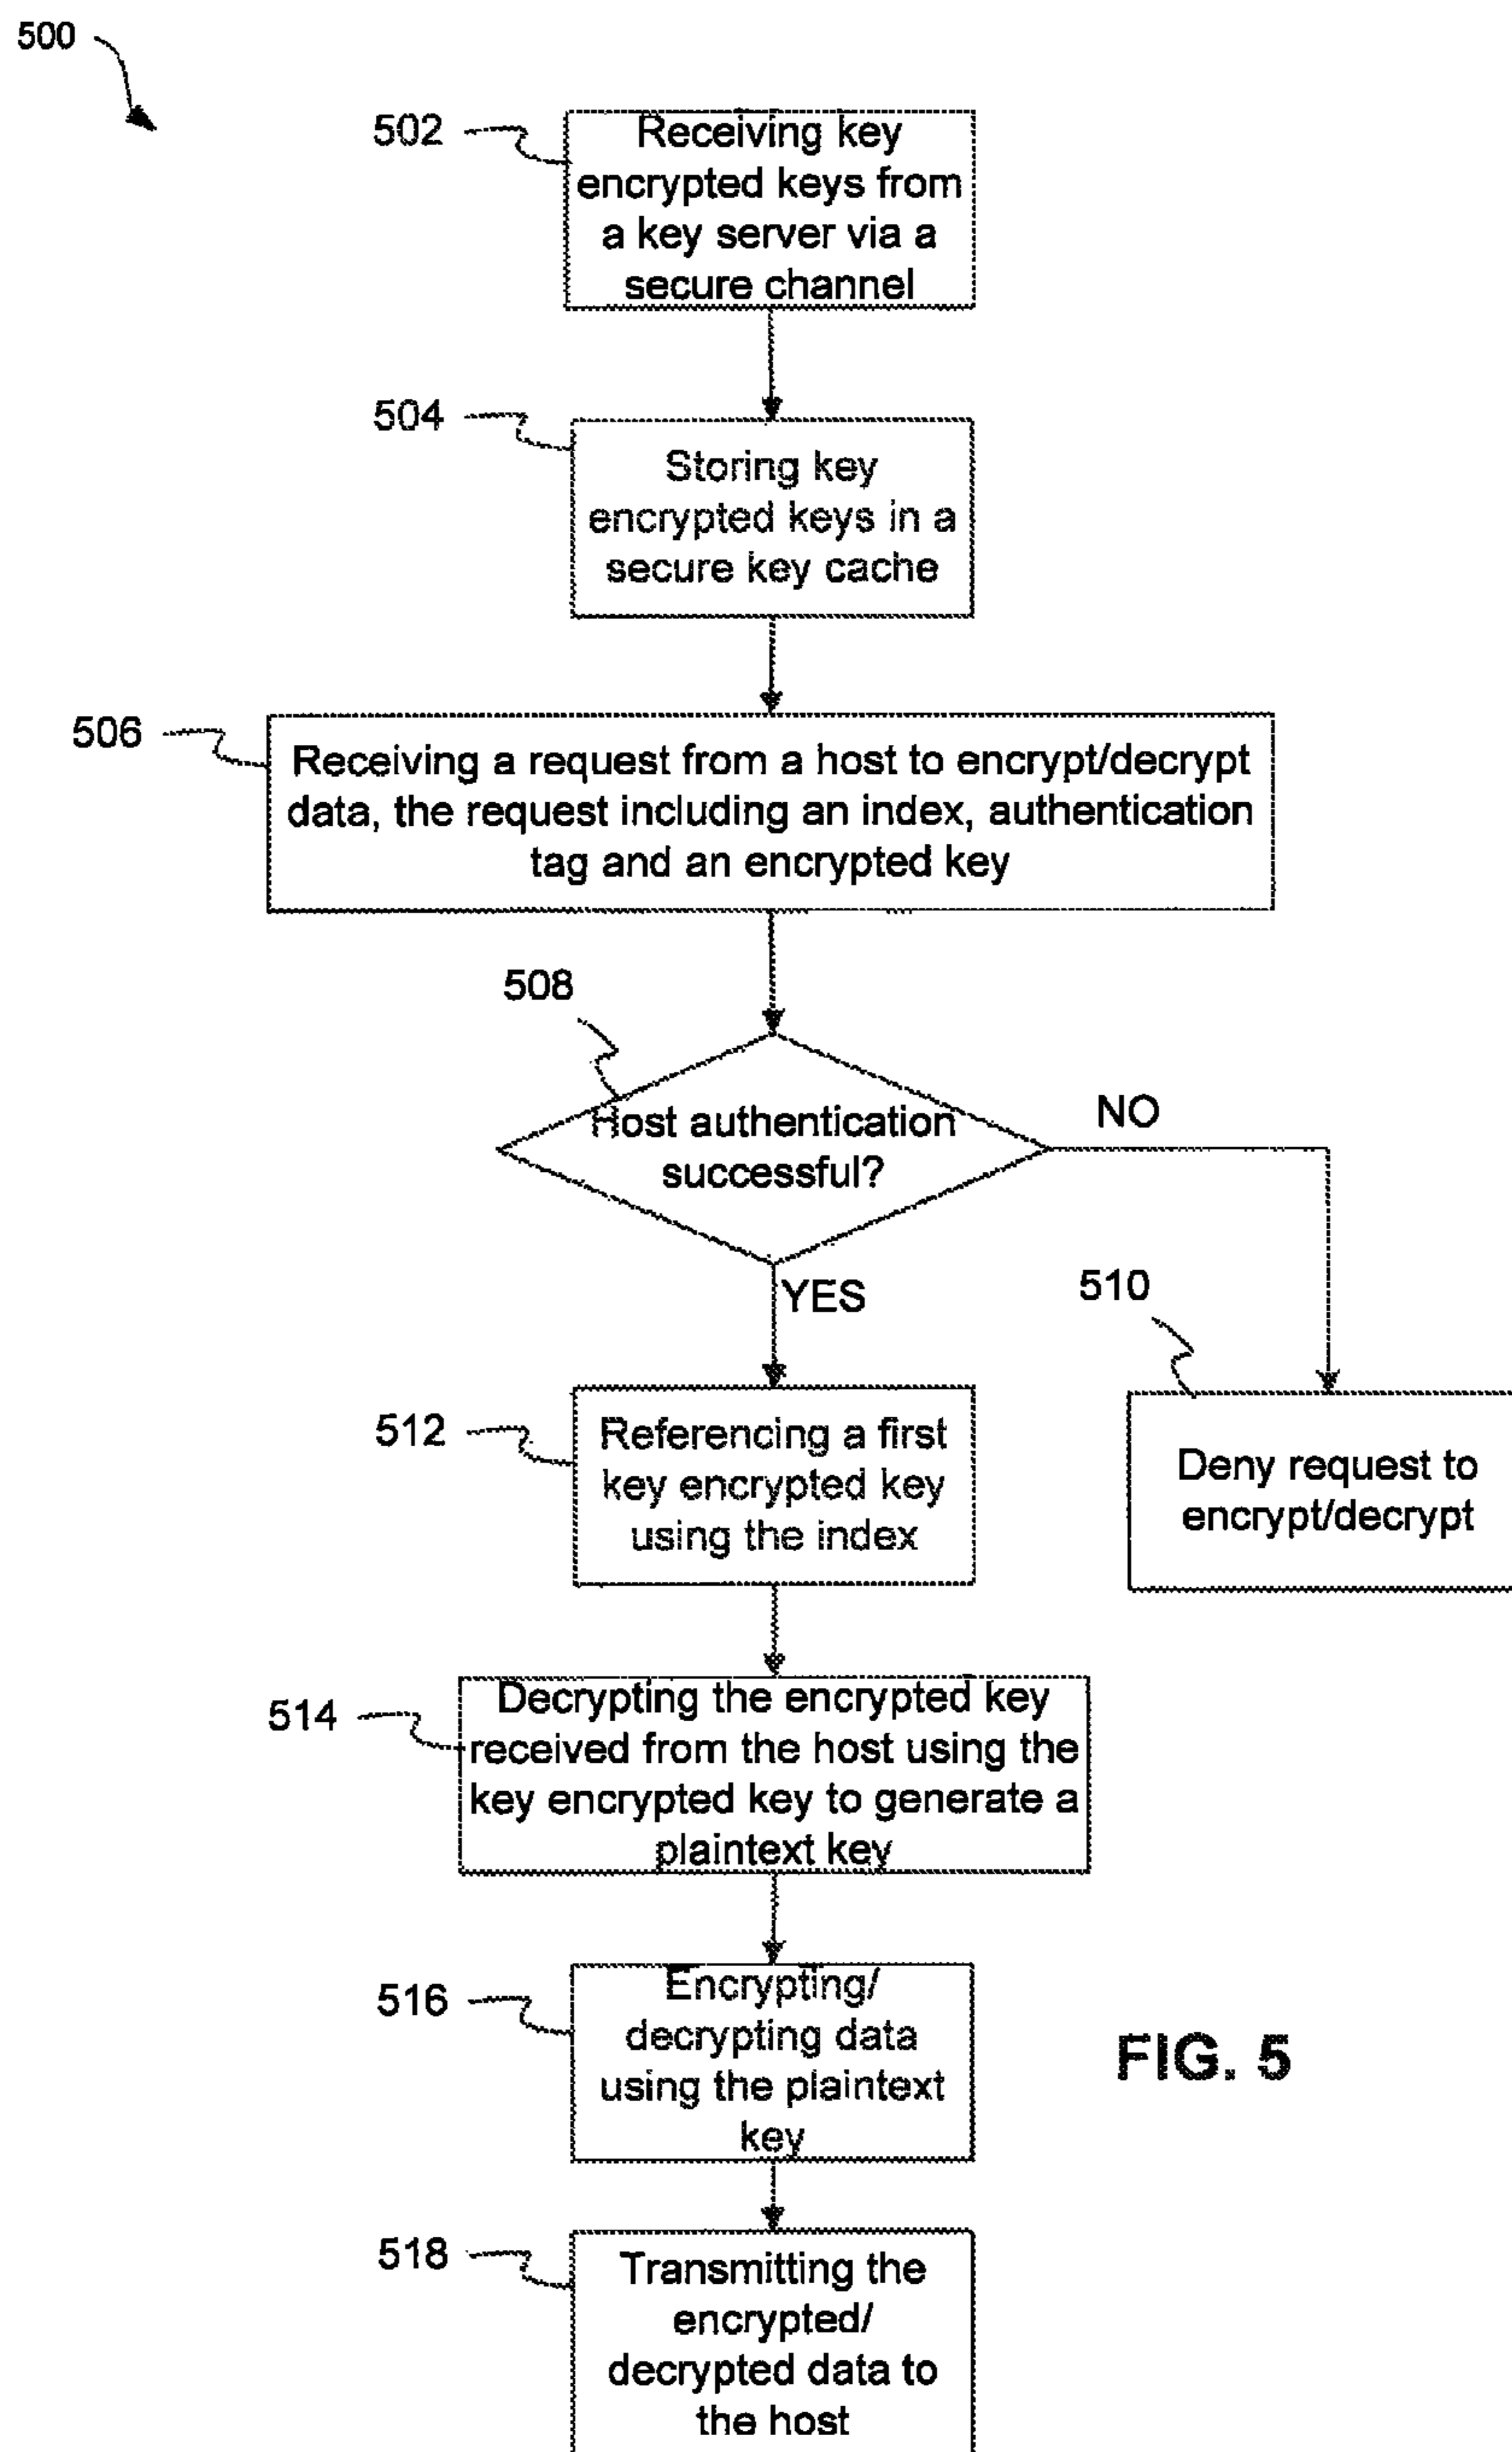 500
502
Receiving key
encrypted keys from
a key server via a
secure channel
504
Storing key
encrypted keys in a
secure key cache
506
Receiving a request from a host to encrypt/decrypt
data, the request including an index, authentication
tag and an encrypted key
508
Host authentication
successful?
NO
YES
510
Deny request to
encrypt/decrypt
512
Referencing a first
key encrypted key
using the index
514
Decrypting the encrypted key
received from the host using the
key encrypted key to generate a
plaintext key
516
Encrypting/
decrypting data
using the plaintext
key
FIG. 5
518
Transmitting the
encrypted/
decrypted data to
the host